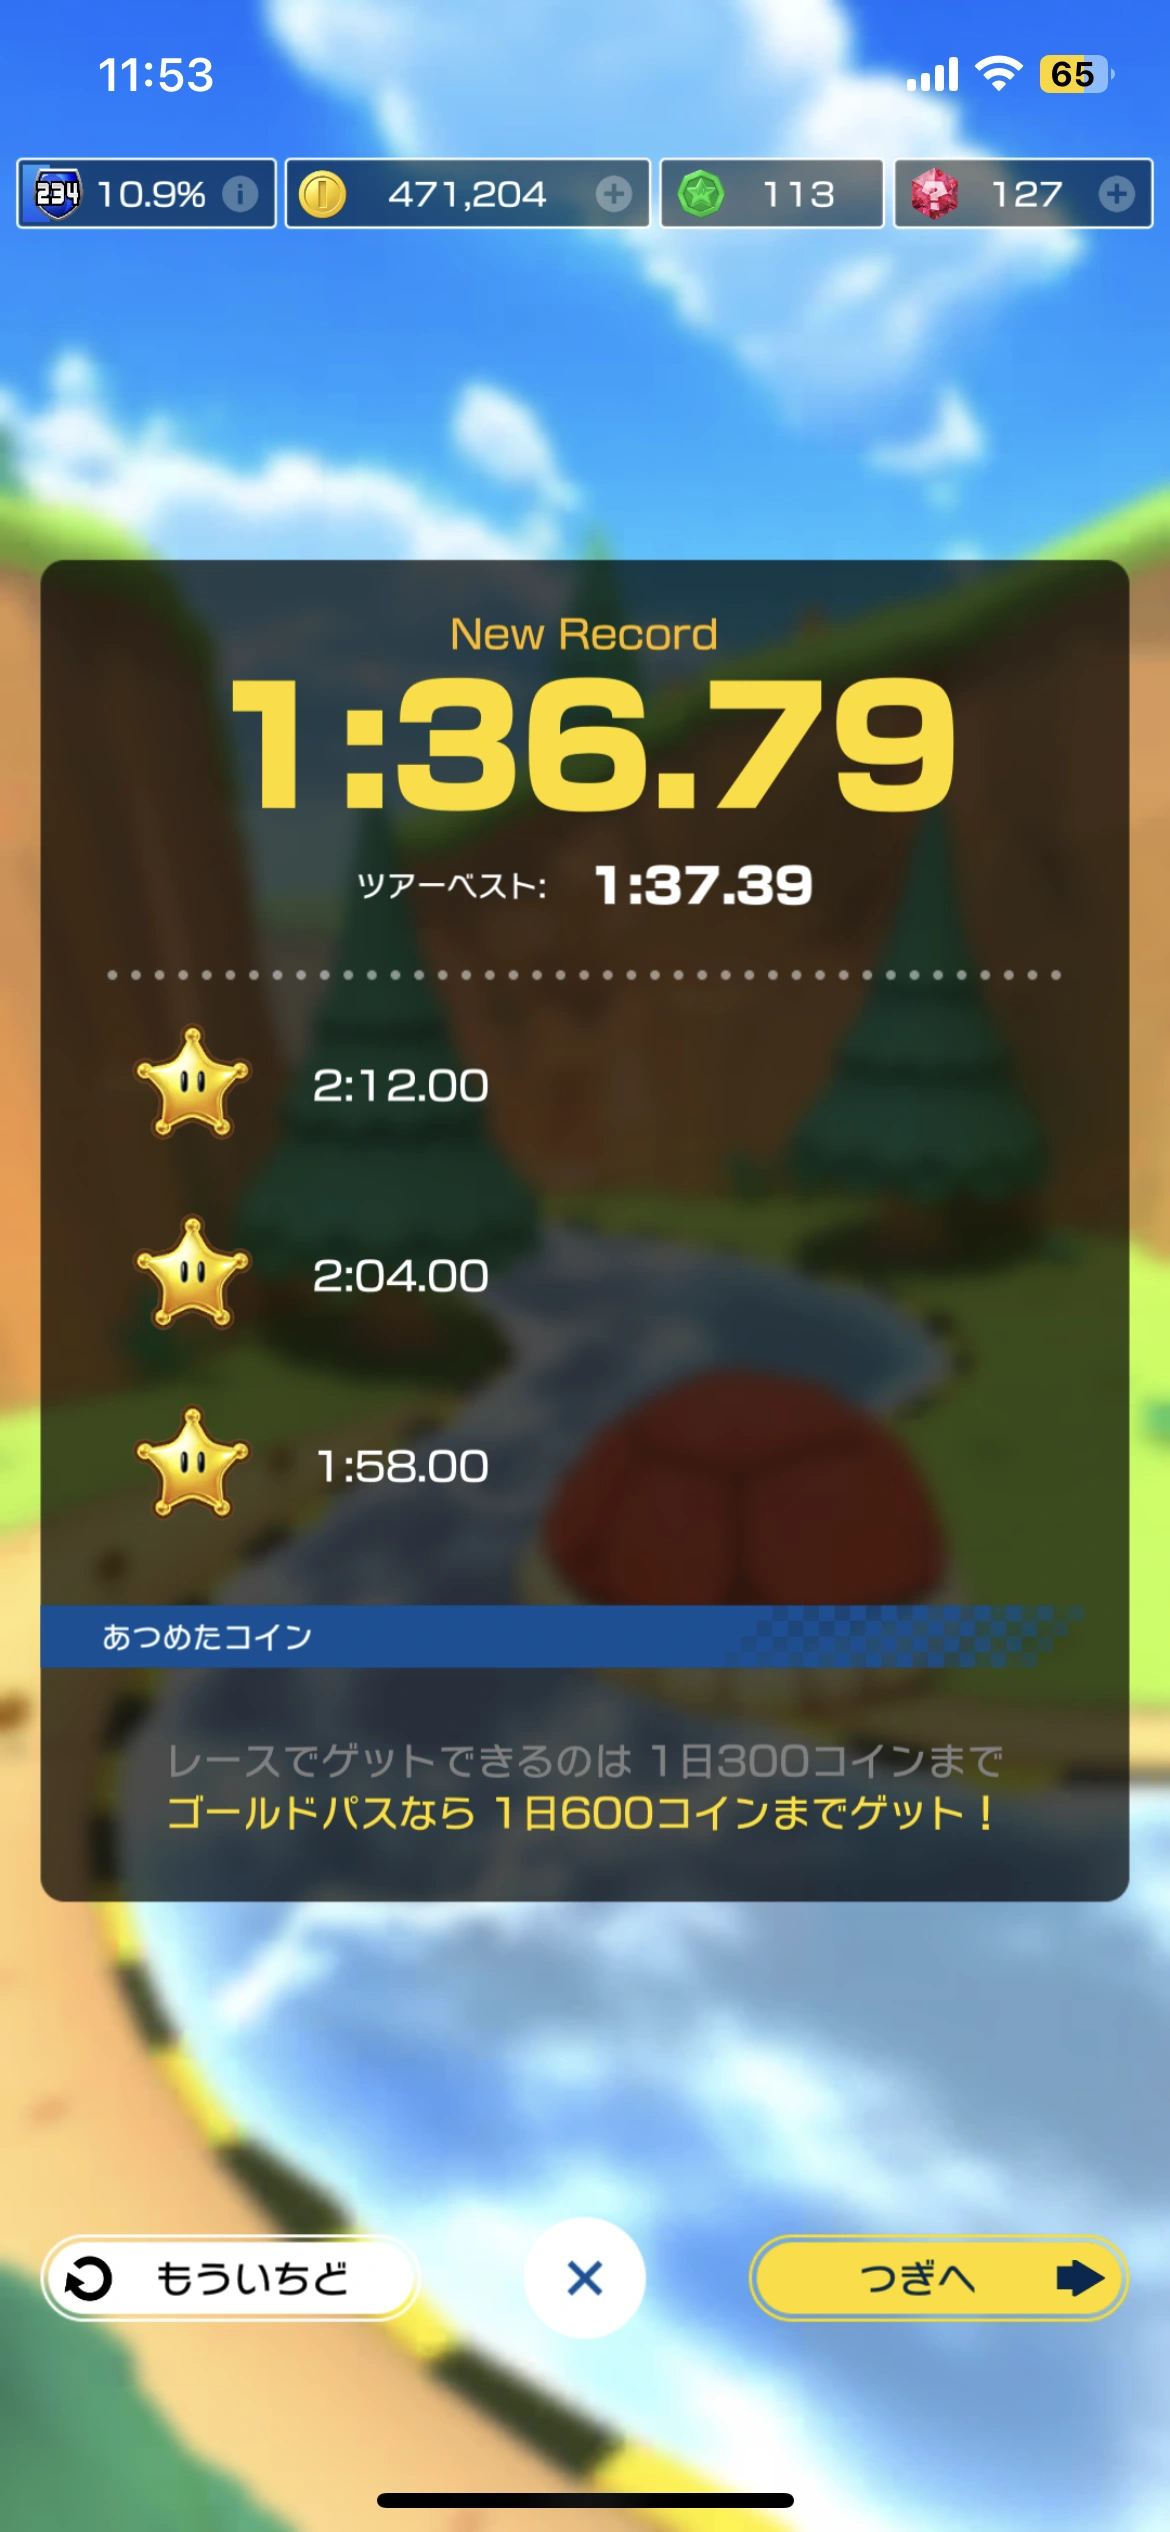 11:53
65
234 10.9% i
471,204 +
113
? 127 +
New Record
1:36.79
ツアーベスト: 1:37.39
2:12.00
2:04.00
1:58.00
あつめたコイン
レースでゲットできるのは 1日300コインまで
ゴールドパスなら 1日600コインまでゲット！
もういちど
×
つぎへ